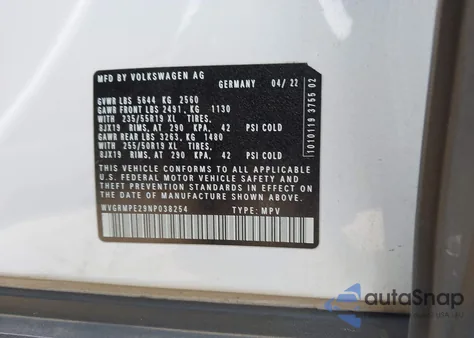 MFD BY VOLKSWAGEN AG
GERMANY 04/22
GVWR LBS 5644 KG 2560
GAWR FRONT LBS 2491, KG 1130
WITH 235/55R19 XL TIRES,
8JX19 RIMS, AT 290 KPA, 42 PSI COLD
GAWR REAR LBS 3263, KG 1480
WITH 255/50R19 XL TIRES,
8JX19 RIMS, AT 290 KPA, 42 PSI COLD
THIS VEHICLE CONFORMS TO ALL APPLICABLE
U.S. FEDERAL MOTOR VEHICLE SAFETY AND
THEFT PREVENTION STANDARDS IN EFFECT ON
THE DATE OF MANUFACTURE SHOWN ABOVE.
WVGRMPE29NP038254 TYPE: MPV
1010119 3755 02
autoSnap